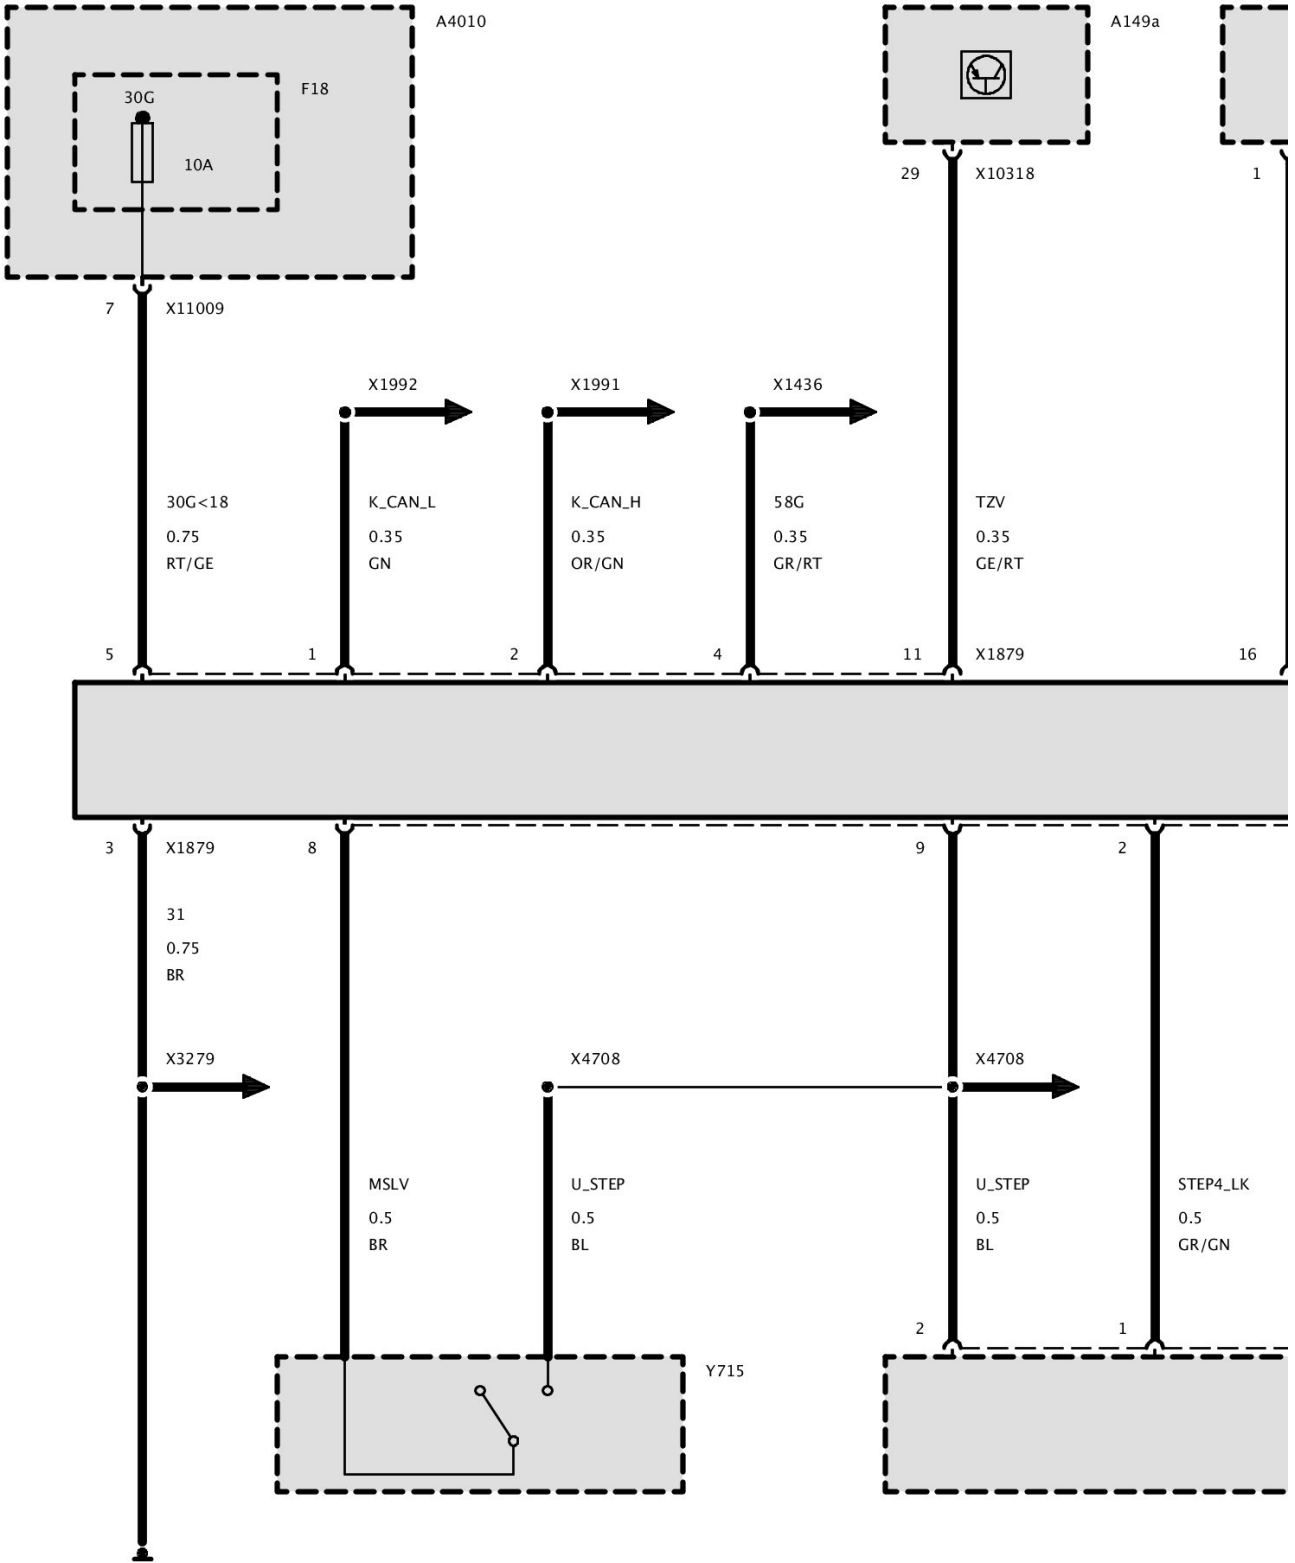 A4010
A149a
F18
30G
10A
29
X10318
1
7
X11009
X1992
X1991
X1436
30G<18
0.75
RT/GE
K_CAN_L
0.35
GN
K_CAN_H
0.35
OR/GN
58G
0.35
GR/RT
TZV
0.35
GE/RT
5
1
2
4
11
X1879
16
3
X1879
8
9
2
31
0.75
BR
X3279
X4708
X4708
MSLV
0.5
BR
U_STEP
0.5
BL
U_STEP
0.5
BL
STEP4_LK
0.5
GR/GN
2
1
Y715